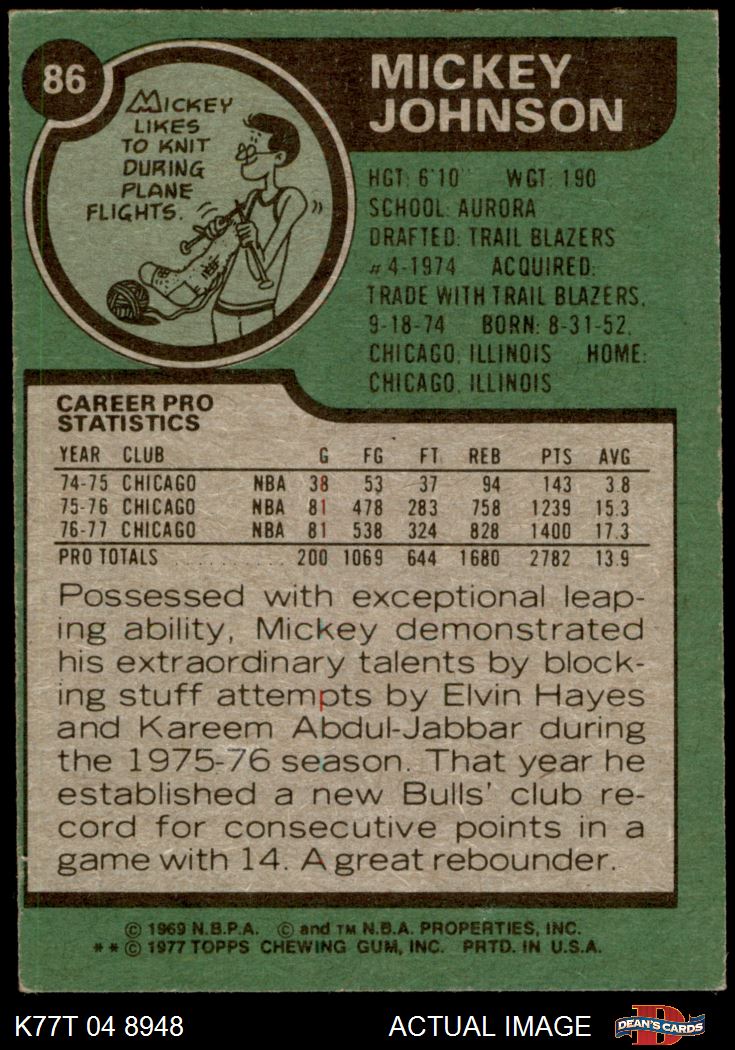 86
MICKEY
LIKES
TO KNIT
DURING
PLANE
FLIGHTS.
MICKEY
JOHNSON
HGT: 6'10" WGT: 190
SCHOOL: AURORA
DRAFTED: TRAIL BLAZERS
#4-1974 ACQUIRED:
TRADE WITH TRAIL BLAZERS,
9-18-74 BORN: 8-31-52,
CHICAGO, ILLINOIS HOME:
CHICAGO, ILLINOIS
CAREER PRO
STATISTICS
YEAR CLUB G FG FT REB PTS AVG
74-75 CHICAGO NBA 38 53 37 94 143 3.8
75-76 CHICAGO NBA 81 478 283 758 1239 15.3
76-77 CHICAGO NBA 81 538 324 828 1400 17.3
PRO TOTALS . . . . . . . . . . . . 200 1069 644 1680 2782 13.9
Possessed with exceptional leap-
ing ability, Mickey demonstrated
his extraordinary talents by block-
ing stuff attempts by Elvin Hayes
and Kareem Abdul-Jabbar during
the 1975-76 season. That year he
established a new Bulls' club re-
cord for consecutive points in a
game with 14. A great rebounder.
© 1969 N.B.P.A. © and TM N.B.A. PROPERTIES, INC.
** © 1977 TOPPS CHEWING GUM, INC. PRTD. IN U.S.A.
K77T 04 8948 ACTUAL IMAGE D DEAN'S CARDS